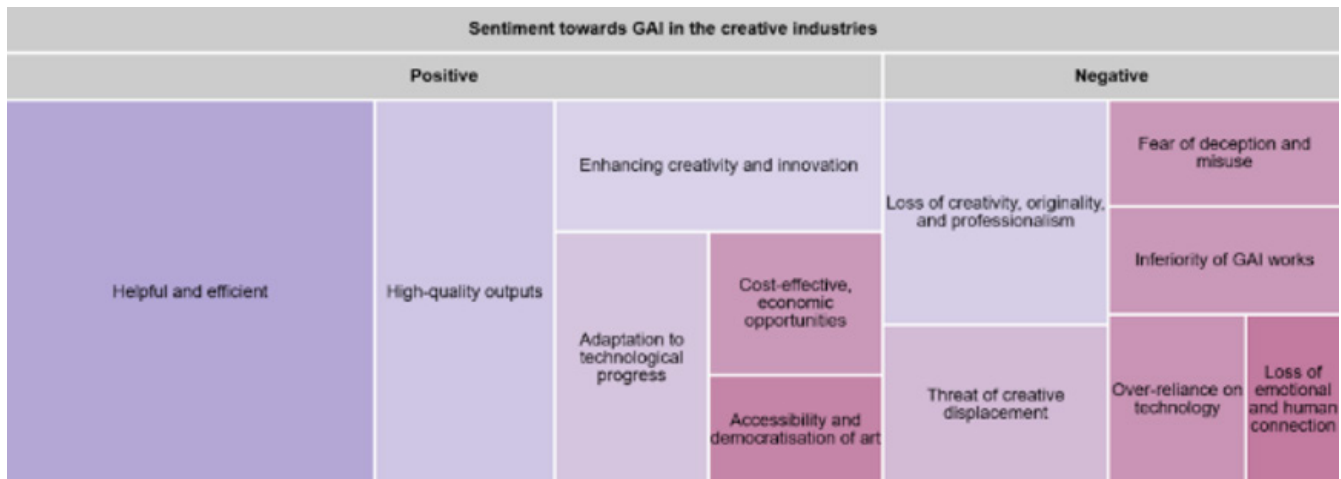 Sentiment towards GAI in the creative industries
Positive
Negative
Helpful and efficient
High-quality outputs
Enhancing creativity and innovation
Adaptation to
technological
progress
Cost-effective,
economic
opportunities
Accessibility and
democratisation of art
Loss of creativity, originality,
and professionalism
Threat of creative
displacement
Fear of deception and
misuse
Inferiority of GAI works
Over-reliance on
technology
Loss of
emotional
and human
connection